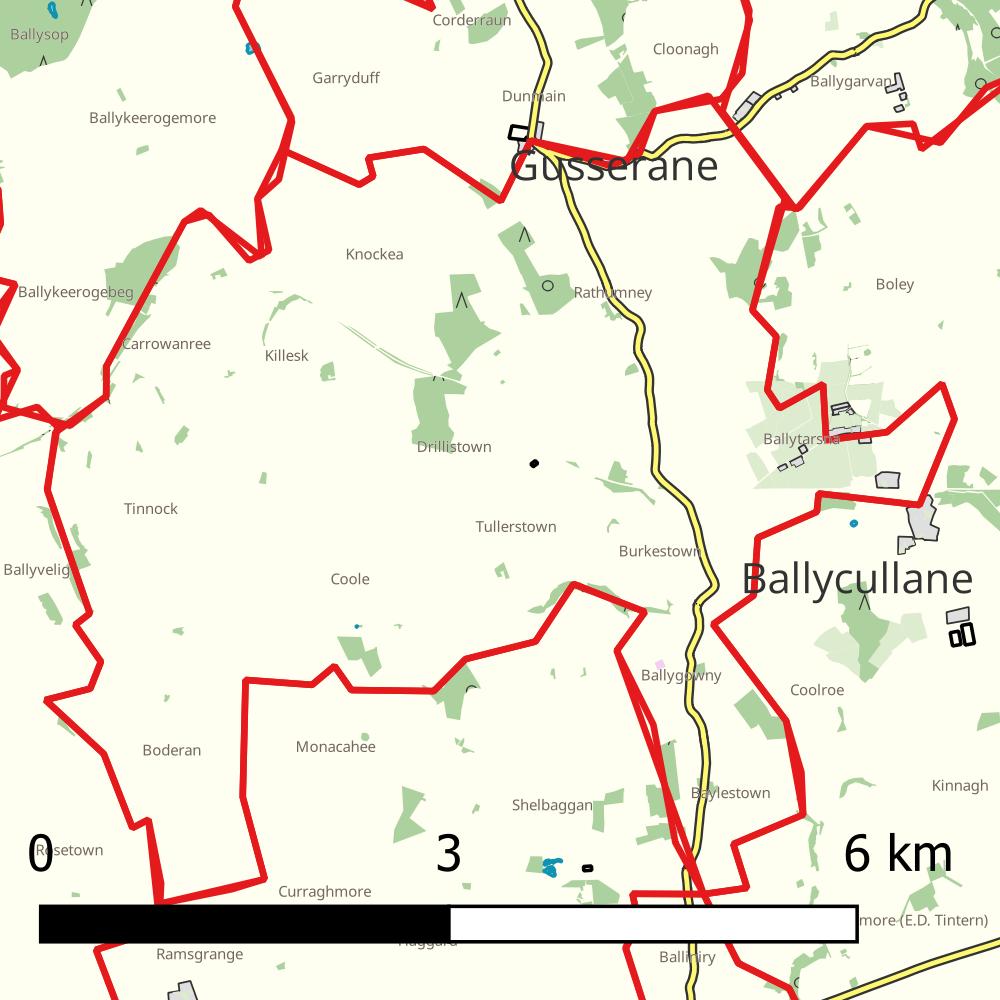 Corderraun
Ballysop
Cloonagh
Garryduff
Ballygarvan
Dunmain
Ballykeerogemore
Gusserane
Knockea
Boley
Ballykeerogebeg
Rathumney
Carrowanree
Killesk
Ballytarsna
Drillistown
Tinnock
Tullerstown
Burkestown
Ballyvelig
Coole
Ballycullane
Ballygowny
Coolroe
Monacahee
Boderan
Kinnagh
Baylestown
Shelbaggan
Rosetown
0
3
6 km
Curraghmore
more (E.D. Tintern)
Haggard
Ramsgrange
Balliniry